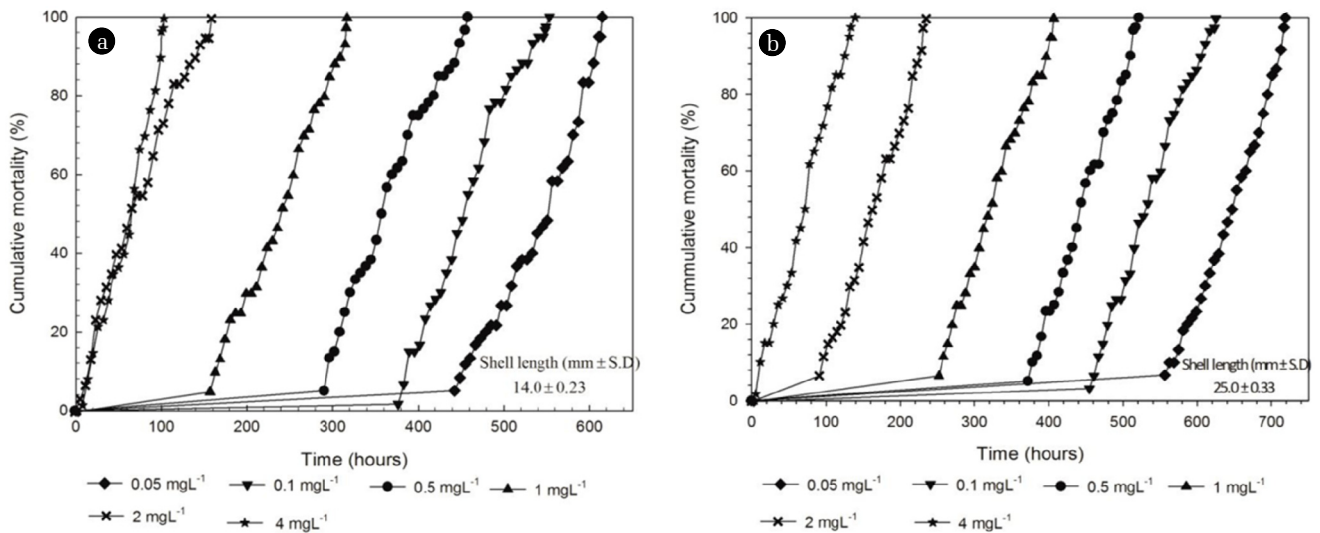 a
Cumulative mortality (%)
100
80
60
40
20
0
0 100 200 300 400 500 600
Shell length (mm ± S.D)
14.0 ± 0.23
Time (hours)
0.05 mgL⁻¹ 0.1 mgL⁻¹ 0.5 mgL⁻¹ 1 mgL⁻¹
2 mgL⁻¹ 4 mgL⁻¹
b
Cummulative mortality (%)
100
80
60
40
20
0
0 100 200 300 400 500 600 700
Shell length (mm ± S.D)
25.0 ± 0.33
Time (hours)
0.05 mgL⁻¹ 0.1 mgL⁻¹ 0.5 mgL⁻¹ 1 mgL⁻¹
2 mgL⁻¹ 4 mgL⁻¹